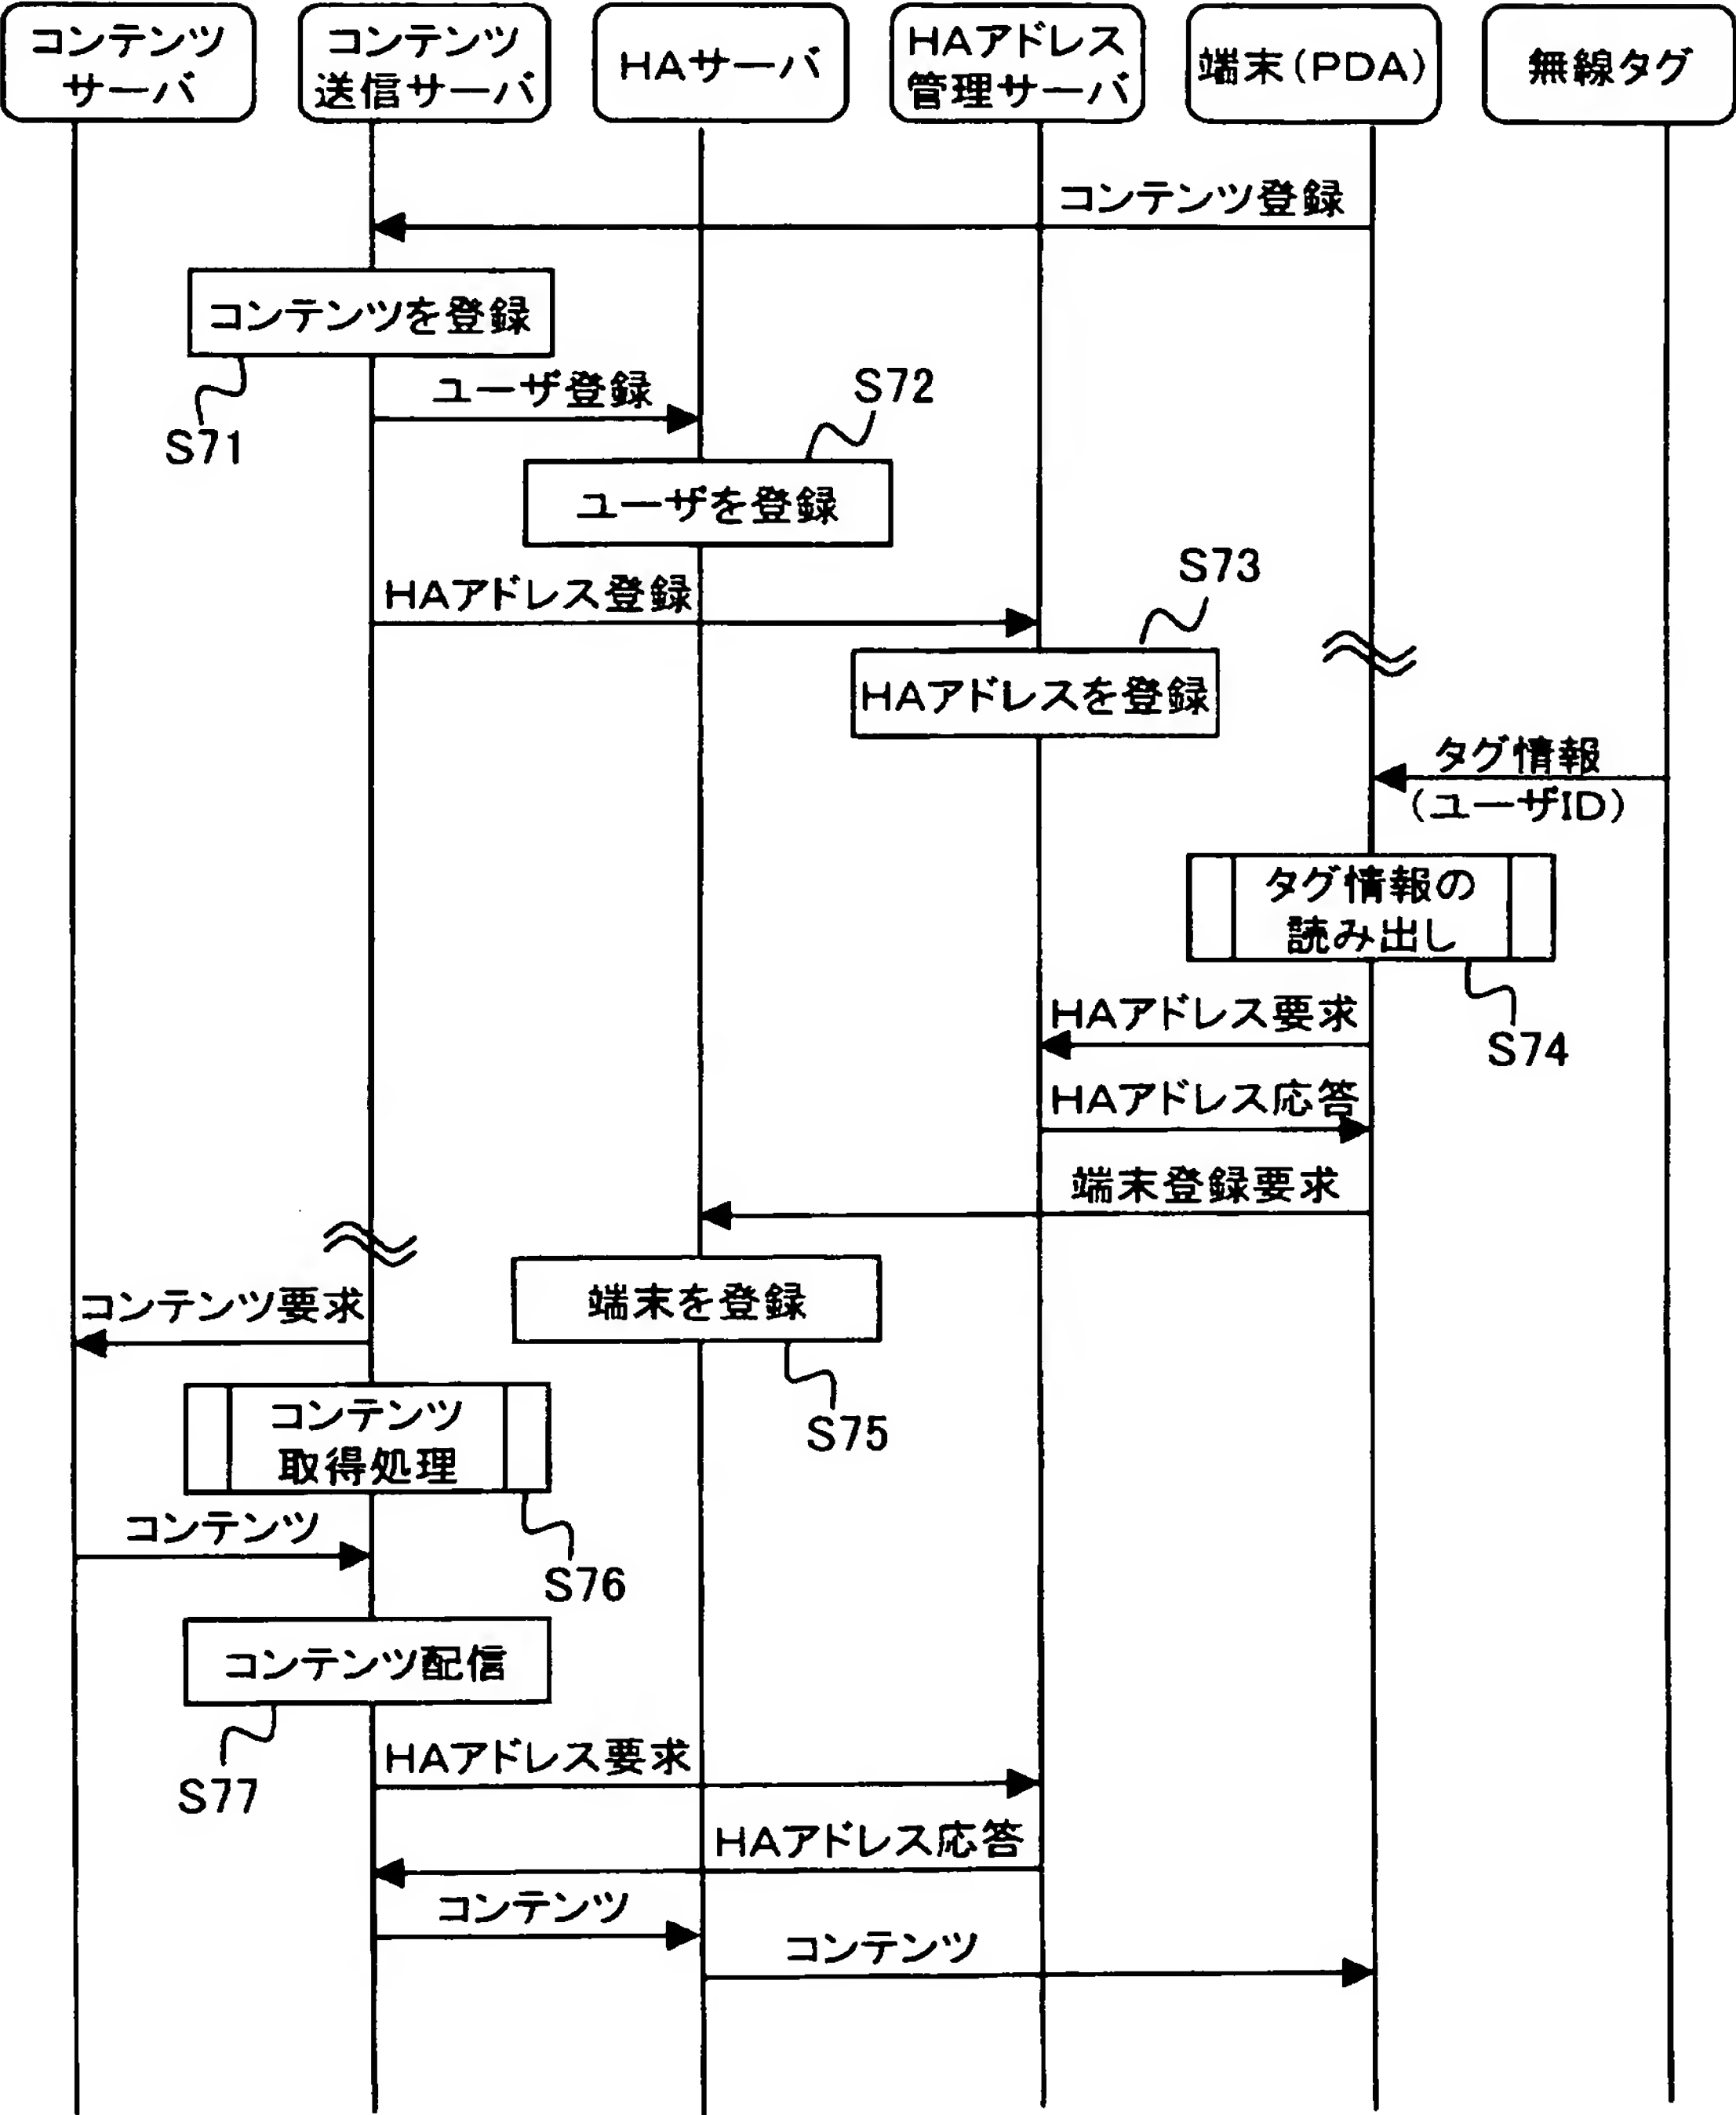 コンテンツ
サーバ
コンテンツ
送信サーバ
HAサーバ
HAアドレス
管理サーバ
端末(PDA)
無線タグ
コンテンツ登録
コンテンツを登録
S71
ユーザ登録
S72
ユーザを登録
HAアドレス登録
S73
HAアドレスを登録
タグ情報
(ユーザID)
タグ情報の
読み出し
S74
HAアドレス要求
HAアドレス応答
端末登録要求
端末を登録
S75
コンテンツ要求
コンテンツ
取得処理
S76
コンテンツ
コンテンツ配信
S77
HAアドレス要求
HAアドレス応答
コンテンツ
コンテンツ